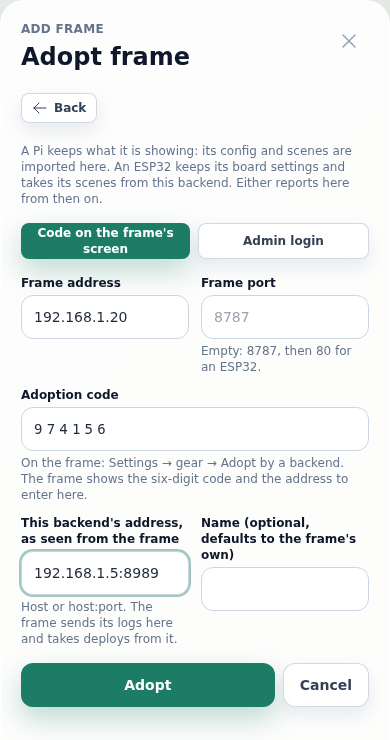 ADD FRAME
Adopt frame
← Back
A Pi keeps what it is showing: its config and scenes are
imported here. An ESP32 keeps its board settings and
takes its scenes from this backend. Either reports here
from then on.
Code on the frame's
screen
Admin login
Frame address
192.168.1.20
Frame port
8787
Empty: 8787, then 80 for
an ESP32.
Adoption code
9 7 4 1 5 6
On the frame: Settings → gear → Adopt by a backend.
The frame shows the six-digit code and the address to
enter here.
This backend's address,
as seen from the frame
192.168.1.5:8989
Host or host:port. The
frame sends its logs here
and takes deploys from it.
Name (optional,
defaults to the frame's
own)
Adopt
Cancel